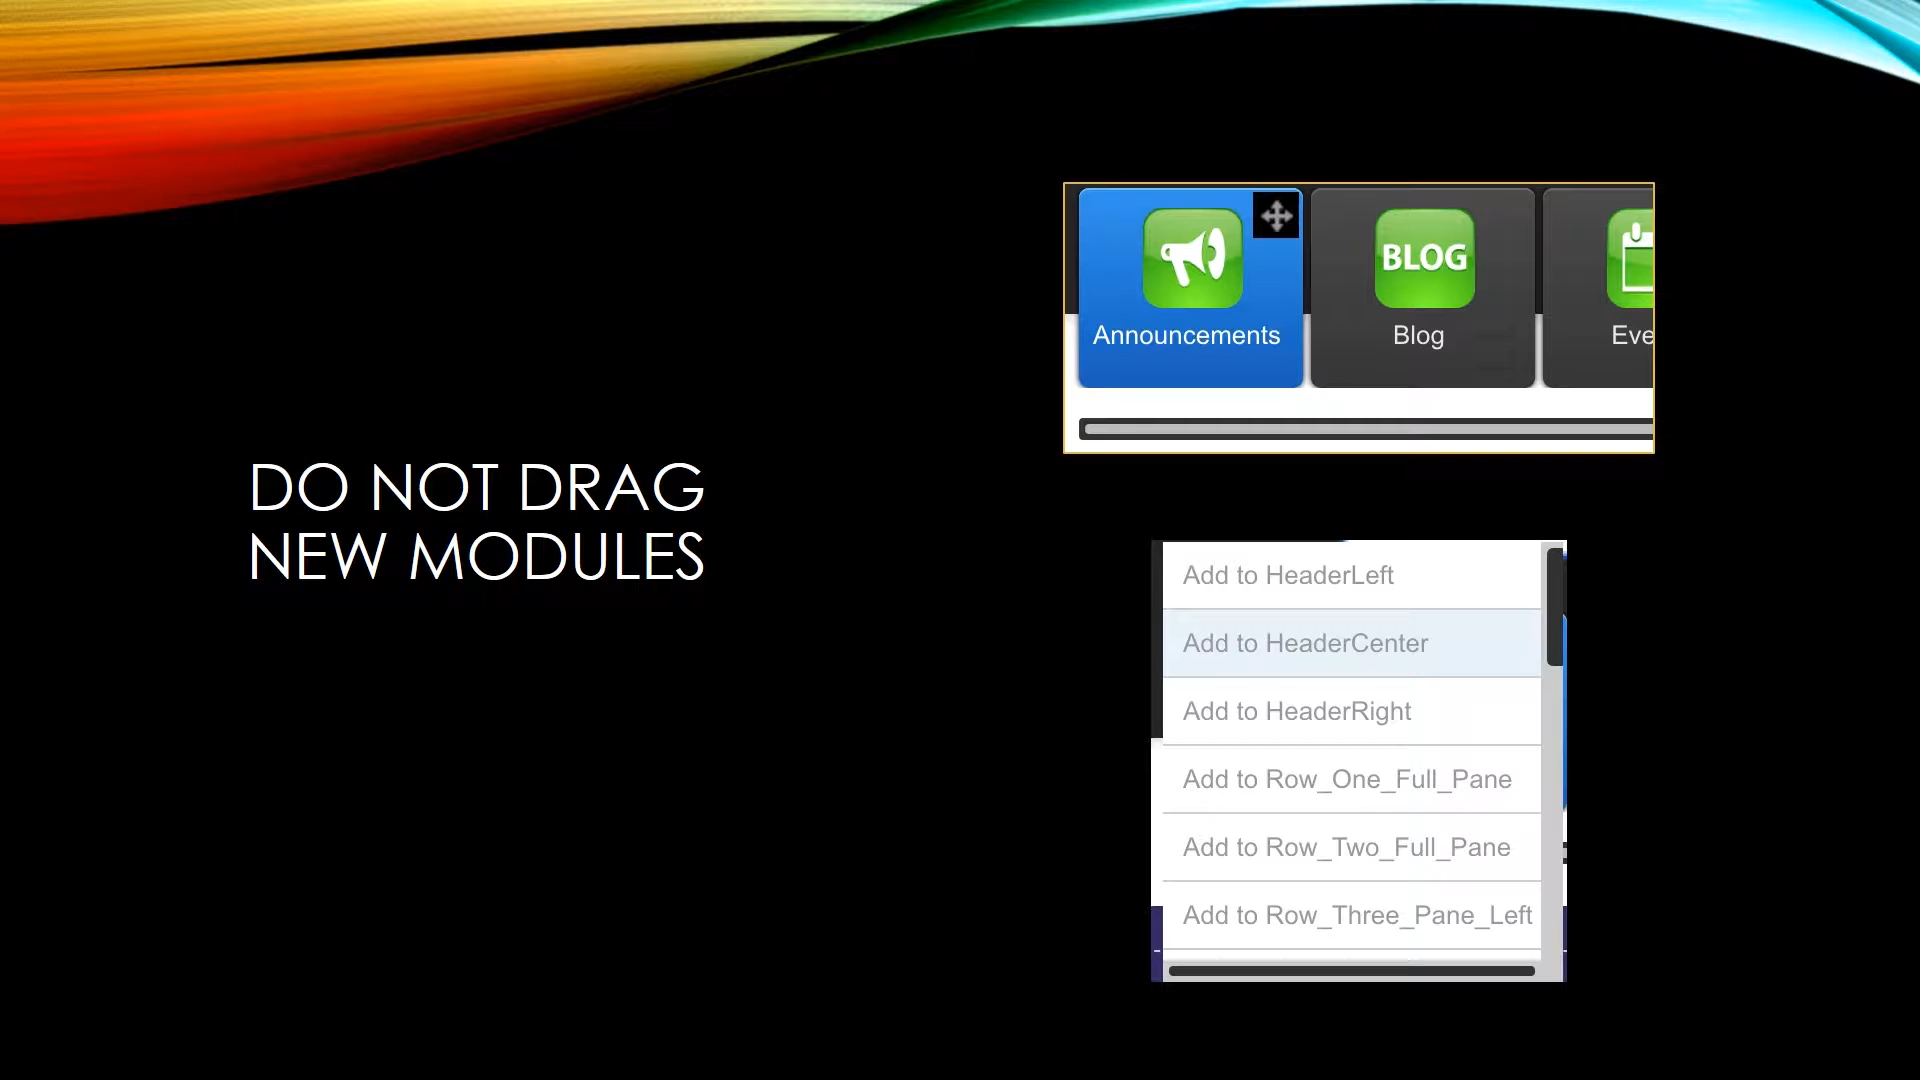 DO NOT DRAG
NEW MODULES
Announcements
BLOG
Blog
Eve
Add to HeaderLeft
Add to HeaderCenter
Add to HeaderRight
Add to Row_One_Full_Pane
Add to Row_Two_Full_Pane
Add to Row_Three_Pane_Left